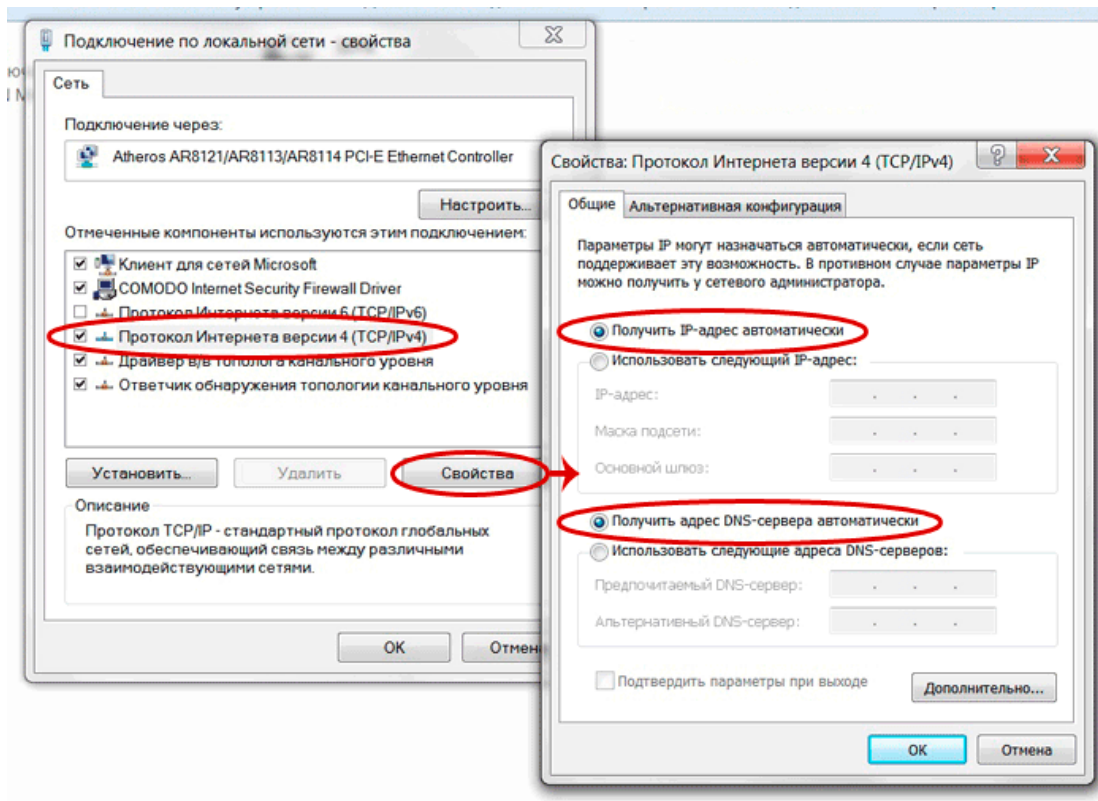 Подключение по локальной сети - свойства
Сеть
Подключение через:
Atheros AR8121/AR8113/AR8114 PCI-E Ethernet Controller
Настроить...
Отмеченные компоненты используются этим подключением:
Клиент для сетей Microsoft
COMODO Internet Security Firewall Driver
Протокол Интернета версии 6 (TCP/IPv6)
Протокол Интернета версии 4 (TCP/IPv4)
Драйвер в/в тополога канального уровня
Ответчик обнаружения топологии канального уровня
Установить...
Удалить
Свойства
Описание
Протокол TCP/IP - стандартный протокол глобальных
сетей, обеспечивающий связь между различными
взаимодействующими сетями.
OK
Отмен
Свойства: Протокол Интернета версии 4 (TCP/IPv4)
Общие
Альтернативная конфигурация
Параметры IP могут назначаться автоматически, если сеть
поддерживает эту возможность. В противном случае параметры IP
можно получить у сетевого администратора.
Получить IP-адрес автоматически
Использовать следующий IP-адрес:
IP-адрес:
Маска подсети:
Основной шлюз:
Получить адрес DNS-сервера автоматически
Использовать следующие адреса DNS-серверов:
Предпочитаемый DNS-сервер:
Альтернативный DNS-сервер:
Подтвердить параметры при выходе
Дополнительно...
OK
Отмена